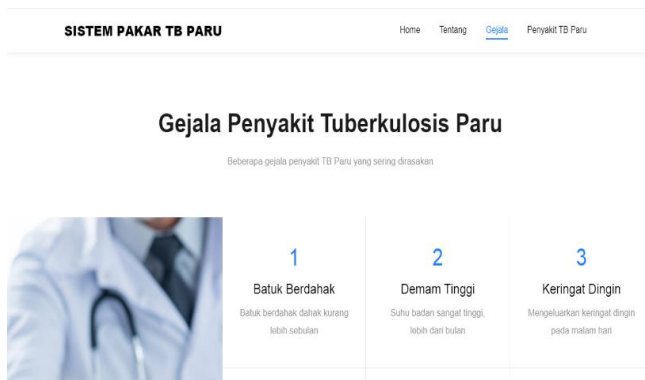 SISTEM PAKAR TB PARU
Home Tentang Gejala Penyakit TB Paru
Gejala Penyakit Tuberkulosis Paru
Beberapa gejala penyakit TB Paru yang sering dirasakan
1
Batuk Berdahak
Batuk berdahak dahak kurang
lebih sebulan
2
Demam Tinggi
Suhu badan sangat tinggi,
lebih dari bulan
3
Keringat Dingin
Mengeluarkan keringat dingin
pada malam hari